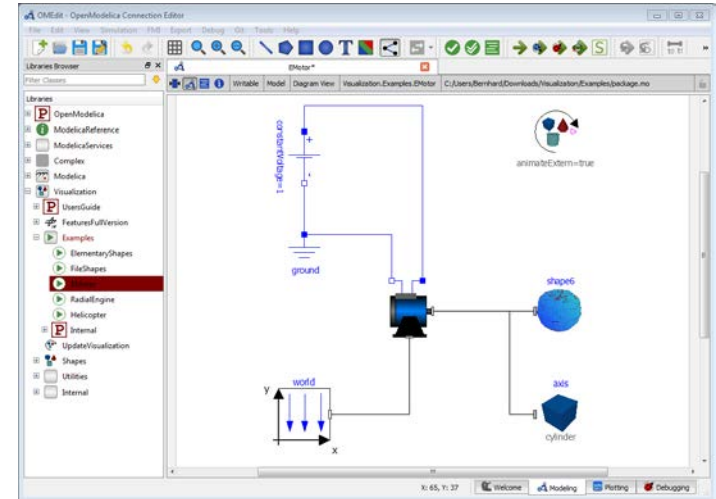 OMEdit - OpenModelica Connection Editor
File Edit View Simulation FMI Export Debug Git Tools Help
Libraries Browser
EMotor*
Filter Classes
Writable Model Diagram View Visualization.Examples.EMotor C:/Users/Bernhard/Downloads/Visualization/Examples/package.mo
Libraries
P OpenModelica
ModelicaReference
ModelicaServices
Complex
Modelica
Visualization
P UsersGuide
FeaturesFullVersion
Examples
ElementaryShapes
FileShapes
RadialEngine
Helicopter
P Internal
UpdateVisualization
Shapes
Utilities
Internal
constantVoltage=1
+
-
ground
animateExtern=true
shape6
world
y
x
axis
cylinder
X: 65, Y: 37 Welcome Modeling Plotting Debugging